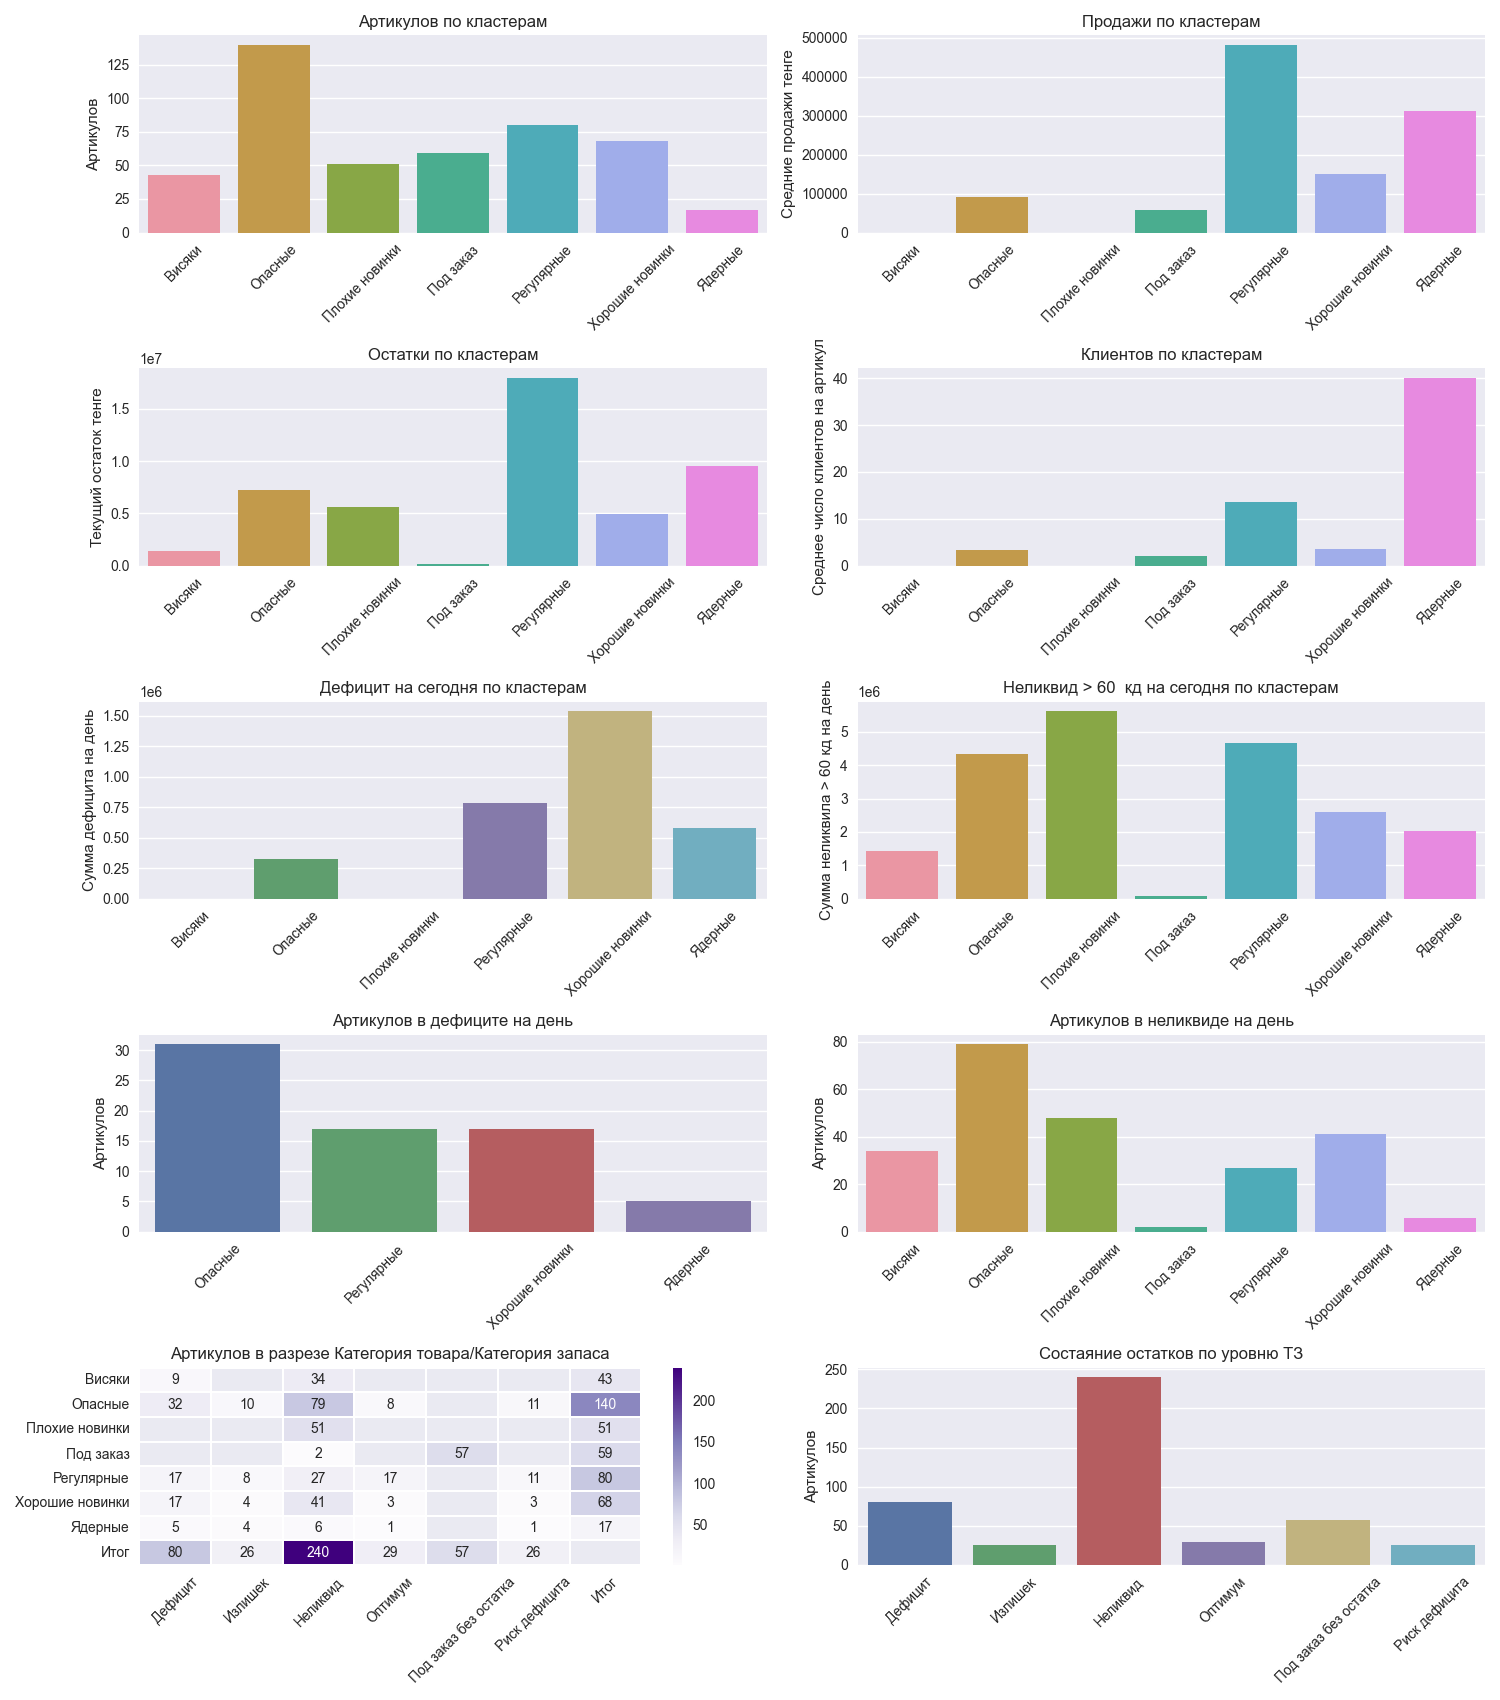 Артикулов по кластерам
Артикулов
125
100
75
50
25
0
Висяки
Опасные
Плохие новинки
Под заказ
Регулярные
Хорошие новинки
Ядерные
Продажи по кластерам
Средние продажи тенге
500000
400000
300000
200000
100000
0
Висяки
Опасные
Плохие новинки
Под заказ
Регулярные
Хорошие новинки
Ядерные
Остатки по кластерам
1e7
Текущий остаток тенге
1.5
1.0
0.5
0.0
Висяки
Опасные
Плохие новинки
Под заказ
Регулярные
Хорошие новинки
Ядерные
Клиентов по кластерам
Среднее число клиентов на артикул
40
30
20
10
0
Висяки
Опасные
Плохие новинки
Под заказ
Регулярные
Хорошие новинки
Ядерные
Дефицит на сегодня по кластерам
1e6
Сумма дефицита на день
1.50
1.25
1.00
0.75
0.50
0.25
0.00
Висяки
Опасные
Плохие новинки
Регулярные
Хорошие новинки
Ядерные
Неликвид > 60 кд на сегодня по кластерам
1e6
Сумма неликвила > 60 кд на день
5
4
3
2
1
0
Висяки
Опасные
Плохие новинки
Под заказ
Регулярные
Хорошие новинки
Ядерные
Артикулов в дефиците на день
Артикулов
30
25
20
15
10
5
0
Опасные
Регулярные
Хорошие новинки
Ядерные
Артикулов в неликвиде на день
Артикулов
80
60
40
20
0
Висяки
Опасные
Плохие новинки
Под заказ
Регулярные
Хорошие новинки
Ядерные
Артикулов в разрезе Категория товара/Категория запаса
Висяки 9 34 43
Опасные 32 10 79 8 11 140
Плохие новинки 51 51
Под заказ 2 57 59
Регулярные 17 8 27 17 11 80
Хорошие новинки 17 4 41 3 3 68
Ядерные 5 4 6 1 1 17
Итог 80 26 240 29 57 26
Дефицит
Излишек
Неликвид
Оптимум
Под заказ без остатка
Риск дефицита
Итог
200
150
100
50
Состаяние остатков по уровню ТЗ
Артикулов
250
200
150
100
50
0
Дефицит
Излишек
Неликвид
Оптимум
Под заказ без остатка
Риск дефицита